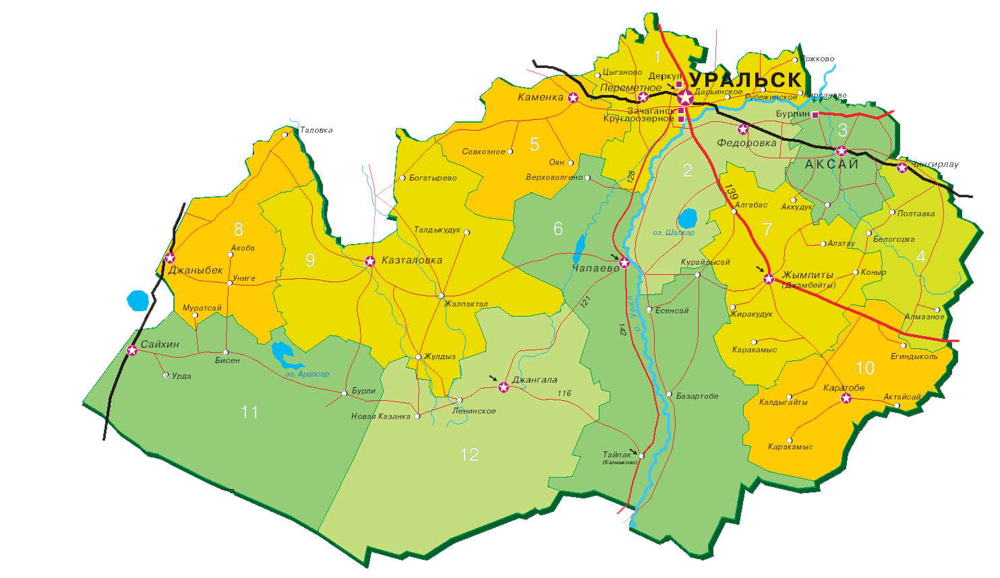 1
Рожково
Цыганово
Деркул
УРАЛЬСК
Переметное
Дарьинское
Рубежинское
Кирсаново
Каменка
Зачаганск
Круглоозерное
Бурлин
Таловка
3
5
Федоровка
Совхозное
Оян
АКСАЙ
Чингирлау
2
Верховолгино
128
Богатырево
139
Алгабас
Аккудук
Полтавка
8
Талдыкудук
6
оз. Шалкар
7
Белогорка
Акоба
Алатау
9
Казталовка
4
Курайлысай
Джаныбек
Чапаево
Униге
Жымпиты
(Джамбейты)
Коныр
Жалпактал
121
Муратсай
р. Урал
Есенсай
Жиракудук
Алмазное
142
Сайхин
Каракамыс
Бисен
Жулдыз
Егиндыколь
10
Урда
оз. Аралсор
Джангала
Бурли
116
Каратобе
Базартобе
Калдыгайты
Актайсай
11
Новая Казанка
Ленинское
12
Каракамыс
Тайпак
(Калмыково)